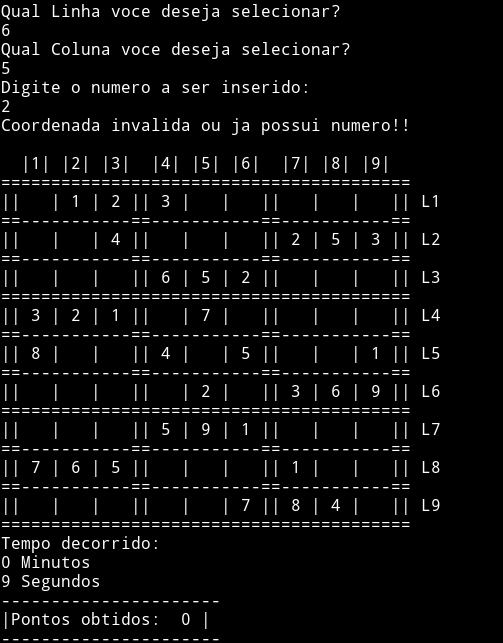 Qual Linha voce deseja selecionar?
6
Qual Coluna voce deseja selecionar?
5
Digite o numero a ser inserido:
2
Coordenada invalida ou ja possui numero!!
  |1| |2| |3|  |4| |5| |6|  |7| |8| |9|
=========================================
||   | 1 | 2 || 3 |   |   ||   |   |   || L1
==-----------==-----------==-----------==
||   |   | 4 ||   |   |   || 2 | 5 | 3 || L2
==-----------==-----------==-----------==
||   |   |   || 6 | 5 | 2 ||   |   |   || L3
=========================================
|| 3 | 2 | 1 ||   | 7 |   ||   |   |   || L4
==-----------==-----------==-----------==
|| 8 |   |   || 4 |   | 5 ||   |   | 1 || L5
==-----------==-----------==-----------==
||   |   |   ||   | 2 |   || 3 | 6 | 9 || L6
=========================================
||   |   |   || 5 | 9 | 1 ||   |   |   || L7
==-----------==-----------==-----------==
|| 7 | 6 | 5 ||   |   |   || 1 |   |   || L8
==-----------==-----------==-----------==
||   |   |   ||   |   | 7 || 8 | 4 |   || L9
=========================================
Tempo decorrido:
0 Minutos
9 Segundos
----------------------
|Pontos obtidos:  0 |
----------------------